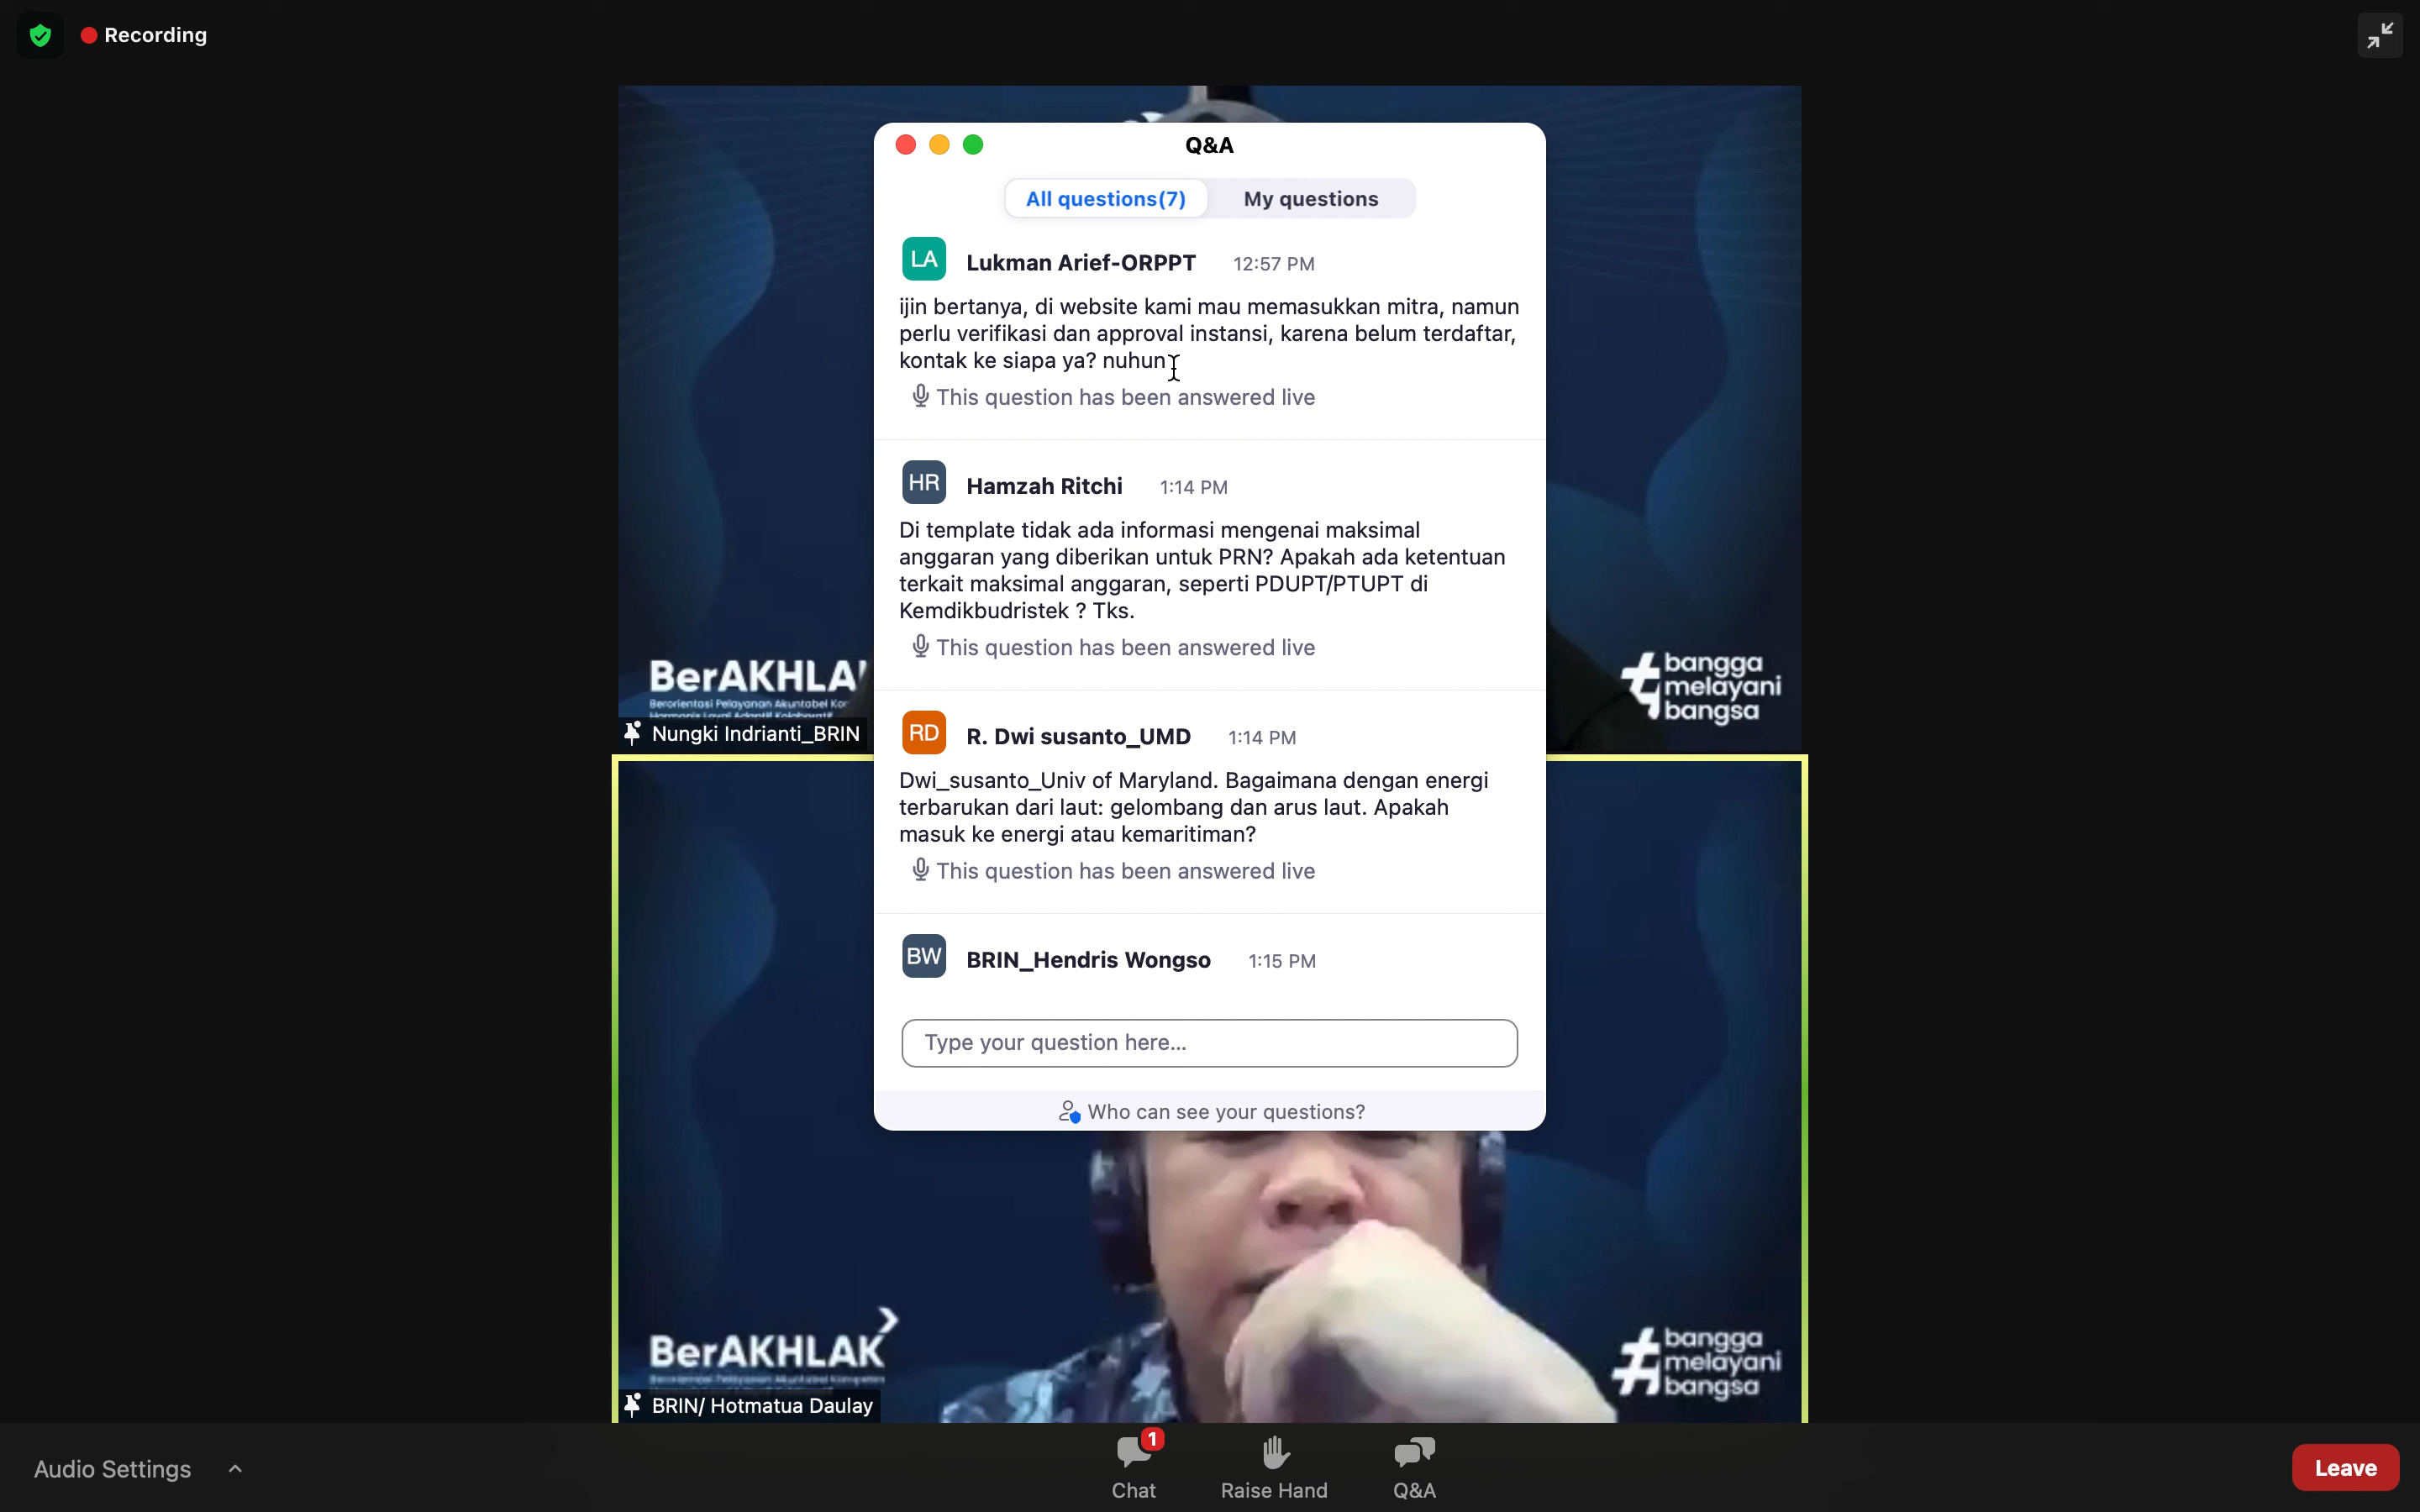 Recording
Q&A
All questions(7)
My questions
LA
Lukman Arief-ORPPT
12:57 PM
ijin bertanya, di website kami mau memasukkan mitra, namun
perlu verifikasi dan approval instansi, karena belum terdaftar,
kontak ke siapa ya? nuhun
This question has been answered live
HR
Hamzah Ritchi
1:14 PM
Di template tidak ada informasi mengenai maksimal
anggaran yang diberikan untuk PRN? Apakah ada ketentuan
terkait maksimal anggaran, seperti PDUPT/PTUPT di
Kemdikbudristek ? Tks.
This question has been answered live
RD
R. Dwi susanto_UMD
1:14 PM
Dwi_susanto_Univ of Maryland. Bagaimana dengan energi
terbarukan dari laut: gelombang dan arus laut. Apakah
masuk ke energi atau kemaritiman?
This question has been answered live
BW
BRIN_Hendris Wongso
1:15 PM
Type your question here...
Who can see your questions?
Berorientasi Pelayanan Akuntabel
#bangga
melayani
bangsa
Nungki Indrianti_BRIN
BerAKHLAK
#bangga
melayani
bangsa
BRIN/ Hotmatua Daulay
Audio Settings
1
Chat
Raise Hand
Q&A
Leave